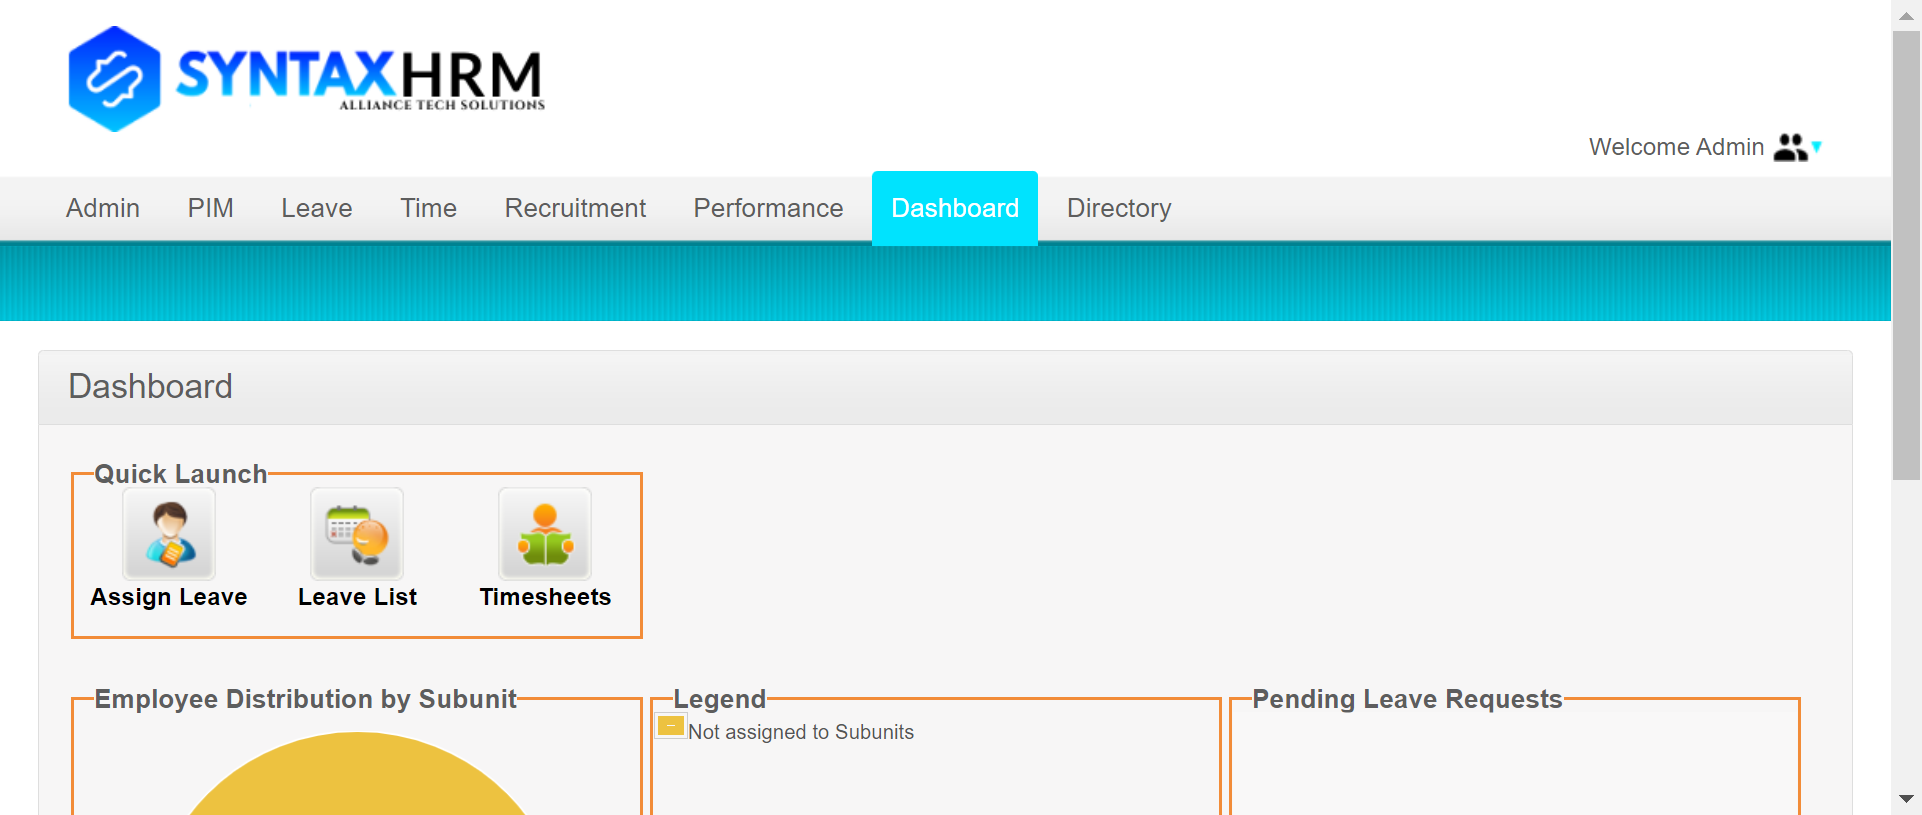 SYNTAXHRM
ALLIANCE TECH SOLUTIONS
Welcome Admin
Admin PIM Leave Time Recruitment Performance Dashboard Directory
Dashboard
Quick Launch
Assign Leave Leave List Timesheets
Employee Distribution by Subunit Legend Pending Leave Requests
Not assigned to Subunits